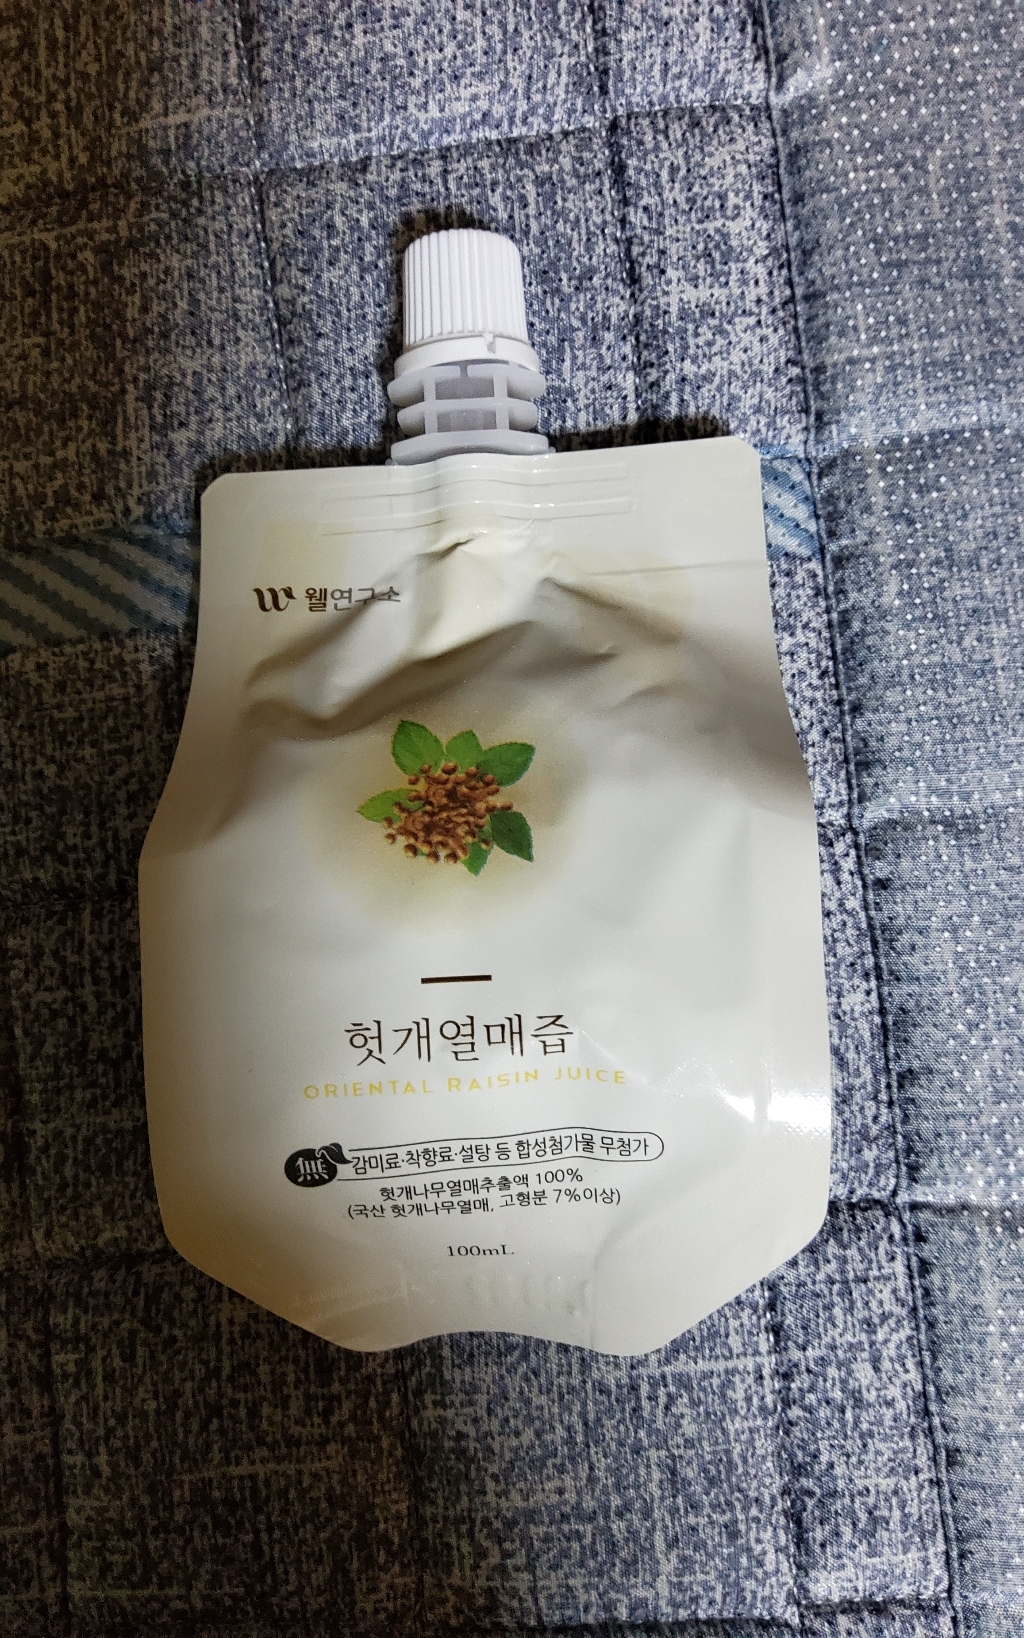 웰연구소
헛개열매즙
ORIENTAL RAISIN JUICE
無 감미료·착향료·설탕 등 합성첨가물 무첨가
헛개나무열매추출액 100%
(국산 헛개나무열매, 고형분 7%이상)
100mL